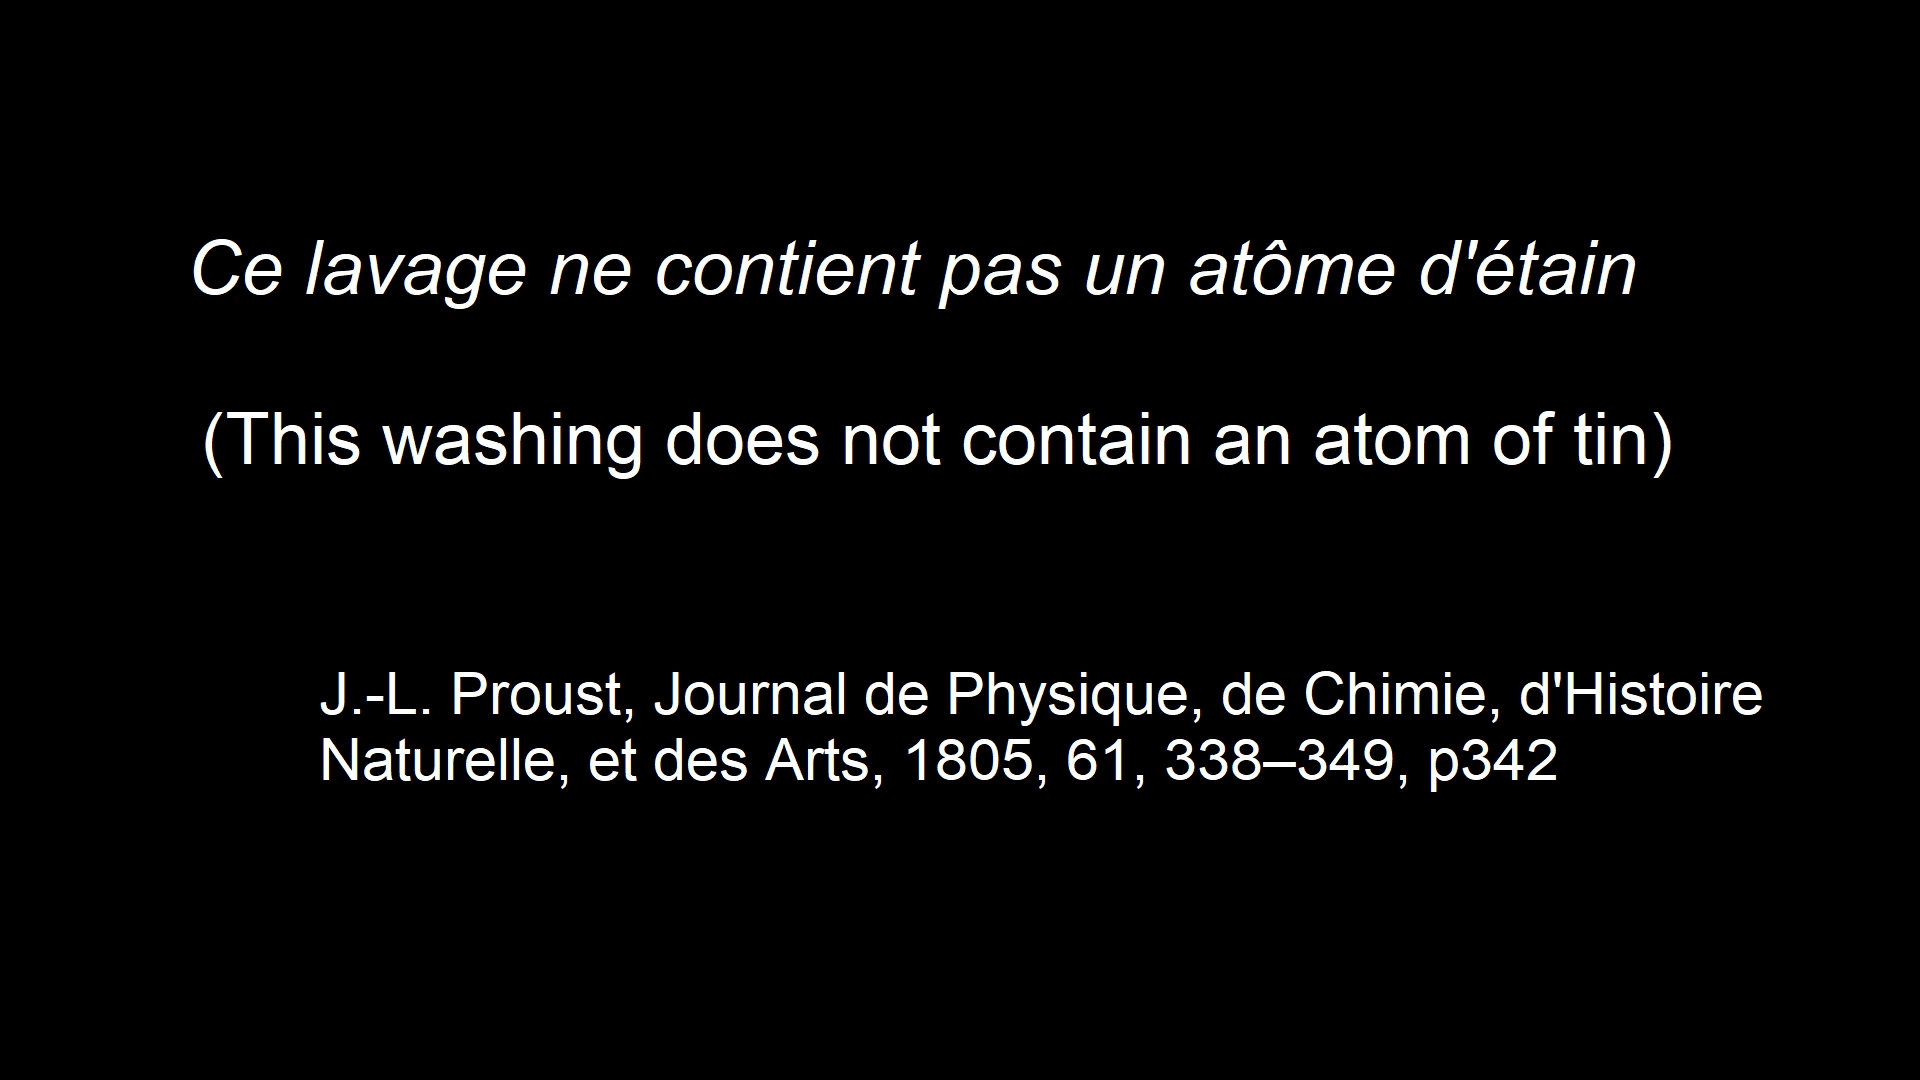 Ce lavage ne contient pas un atôme d'étain
(This washing does not contain an atom of tin)
J.-L. Proust, Journal de Physique, de Chimie, d'Histoire
Naturelle, et des Arts, 1805, 61, 338–349, p342